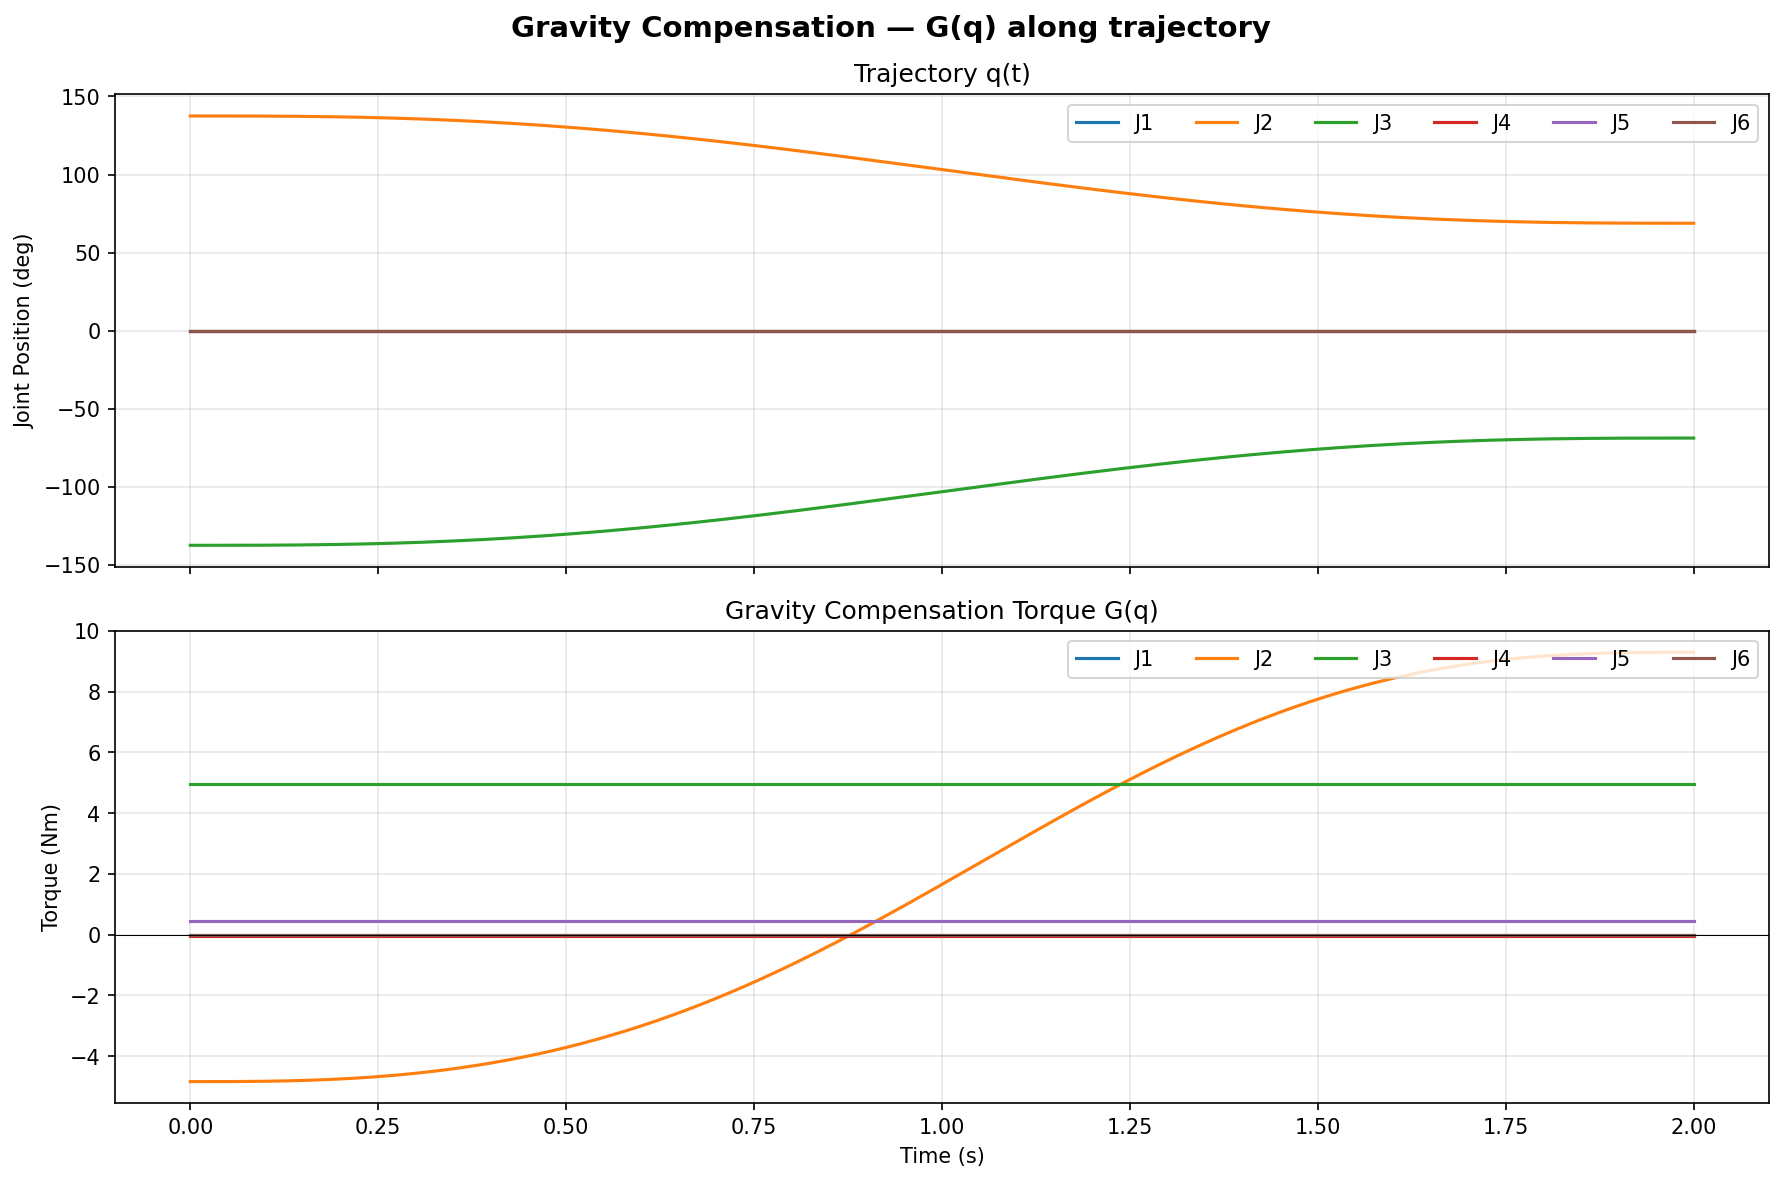 Gravity Compensation — G(q) along trajectory
Trajectory q(t)
J1 J2 J3 J4 J5 J6
Joint Position (deg)
150
100
50
0
−50
−100
−150
Gravity Compensation Torque G(q)
J1 J2 J3 J4 J5 J6
Torque (Nm)
10
8
6
4
2
0
−2
−4
0.00 0.25 0.50 0.75 1.00 1.25 1.50 1.75 2.00
Time (s)